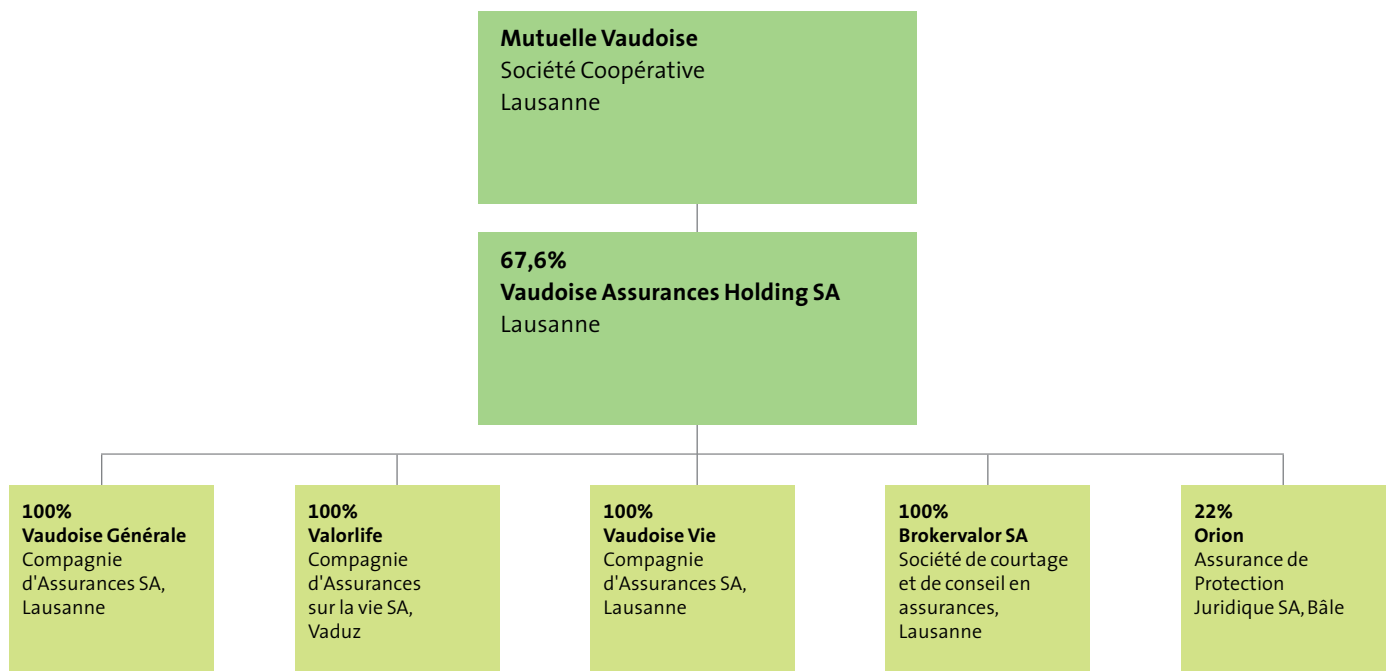 Mutuelle Vaudoise
Société Coopérative
Lausanne
67,6%
Vaudoise Assurances Holding SA
Lausanne
100%
Vaudoise Générale
Compagnie
d'Assurances SA,
Lausanne
100%
Valorlife
Compagnie
d'Assurances
sur la vie SA,
Vaduz
100%
Vaudoise Vie
Compagnie
d'Assurances SA,
Lausanne
100%
Brokervalor SA
Société de courtage
et de conseil en
assurances,
Lausanne
22%
Orion
Assurance de
Protection
Juridique SA, Bâle